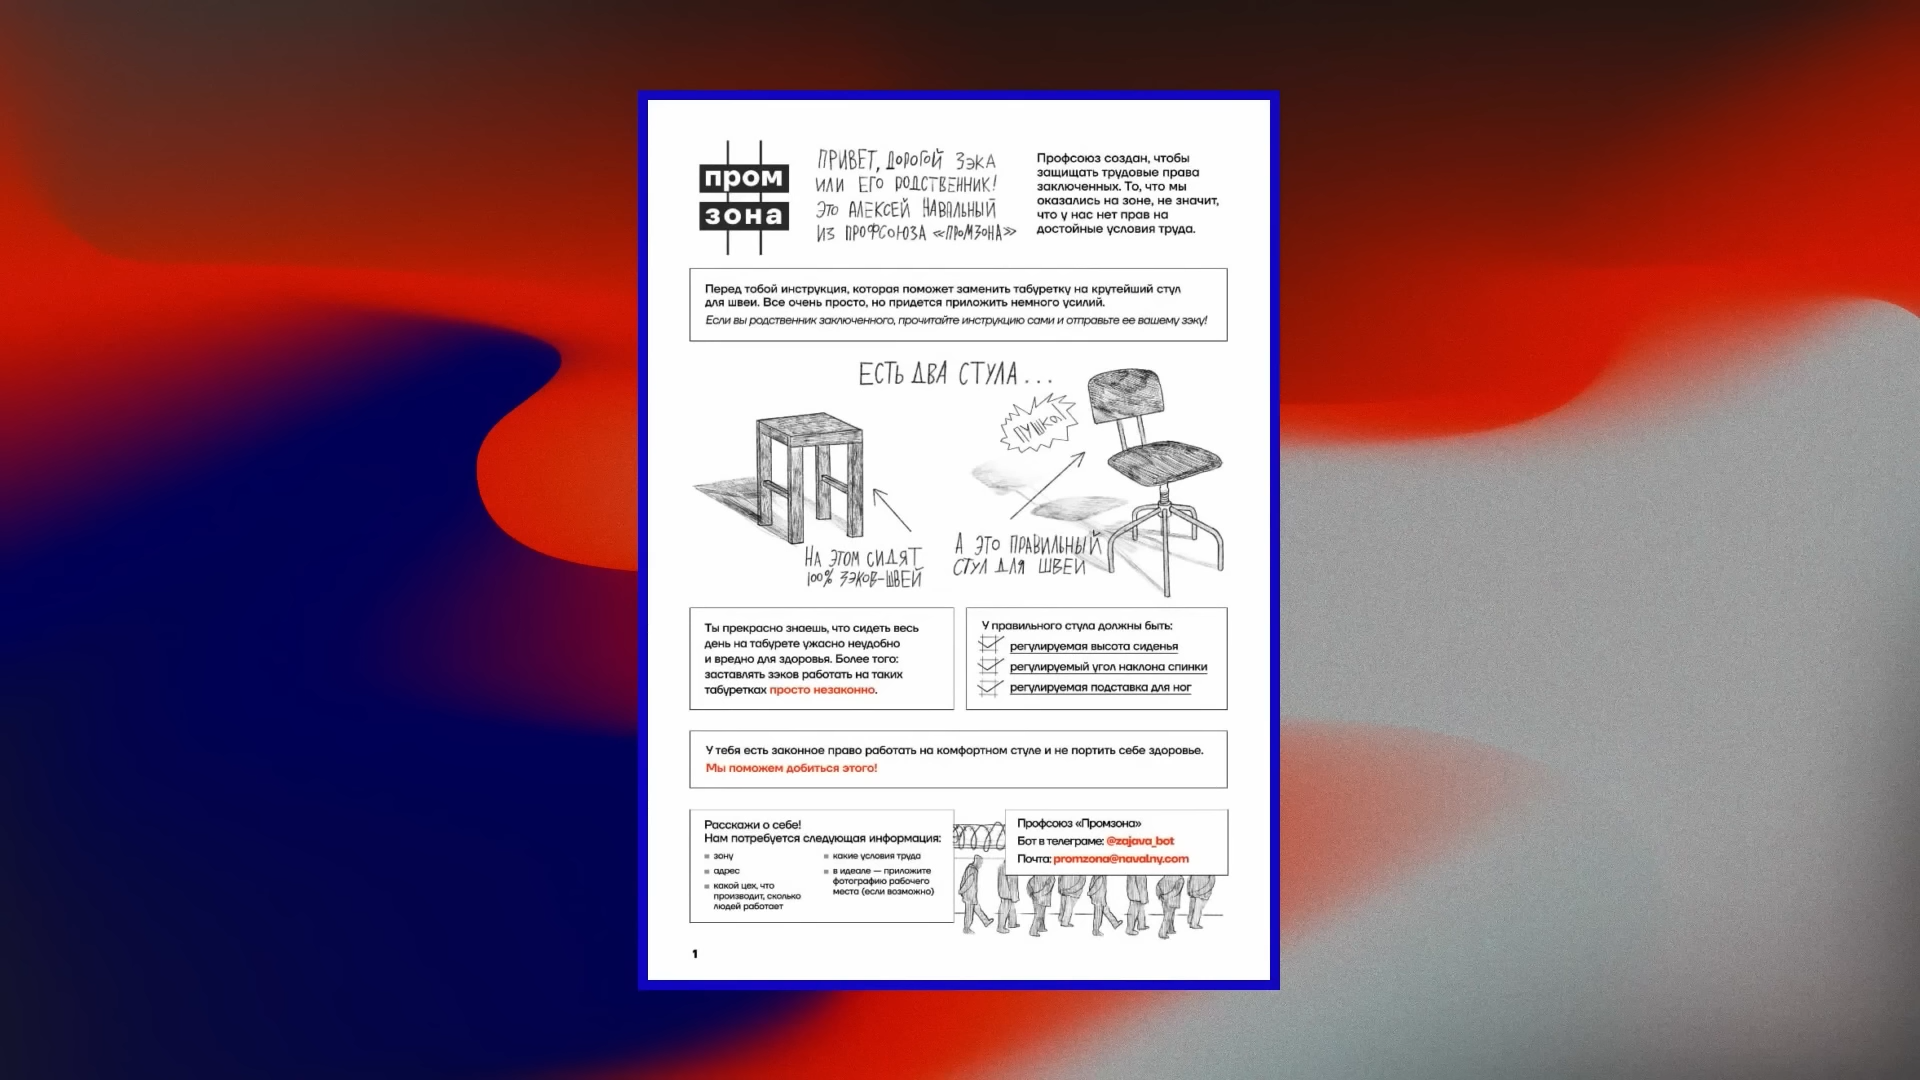 пром
зона
ПРИВЕТ, ДОРОГОЙ ЗЭКА
ИЛИ ЕГО РОДСТВЕННИК!
ЭТО АЛЕКСЕЙ НАВАЛЬНЫЙ
ИЗ ПРОФСОЮЗА «ПРОМЗОНА»
Профсоюз создан, чтобы
защищать трудовые права
заключенных. То, что мы
оказались на зоне, не значит,
что у нас нет прав на
достойные условия труда.
Перед тобой инструкция, которая поможет заменить табуретку на крутейший стул
для швеи. Все очень просто, но придется приложить немного усилий.
Если вы родственник заключенного, прочитайте инструкцию сами и отправьте ее вашему зэку!
ЕСТЬ ДВА СТУЛА...
ПУШКА!
НА ЭТОМ СИДЯТ
100% ЗЭКОВ-ШВЕЙ
А ЭТО ПРАВИЛЬНЫЙ
СТУЛ ДЛЯ ШВЕИ
Ты прекрасно знаешь, что сидеть весь
день на табурете ужасно неудобно
и вредно для здоровья. Более того:
заставлять зэков работать на таких
табуретках просто незаконно.
У правильного стула должны быть:
регулируемая высота сиденья
регулируемый угол наклона спинки
регулируемая подставка для ног
У тебя есть законное право работать на комфортном стуле и не портить себе здоровье.
Мы поможем добиться этого!
Расскажи о себе!
Нам потребуется следующая информация:
зону
адрес
какой цех, что
производит, сколько
людей работает
какие условия труда
в идеале — приложите
фотографию рабочего
места (если возможно)
Профсоюз «Промзона»
Бот в телеграме: @zajava_bot
Почта: promzona@navalny.com
1